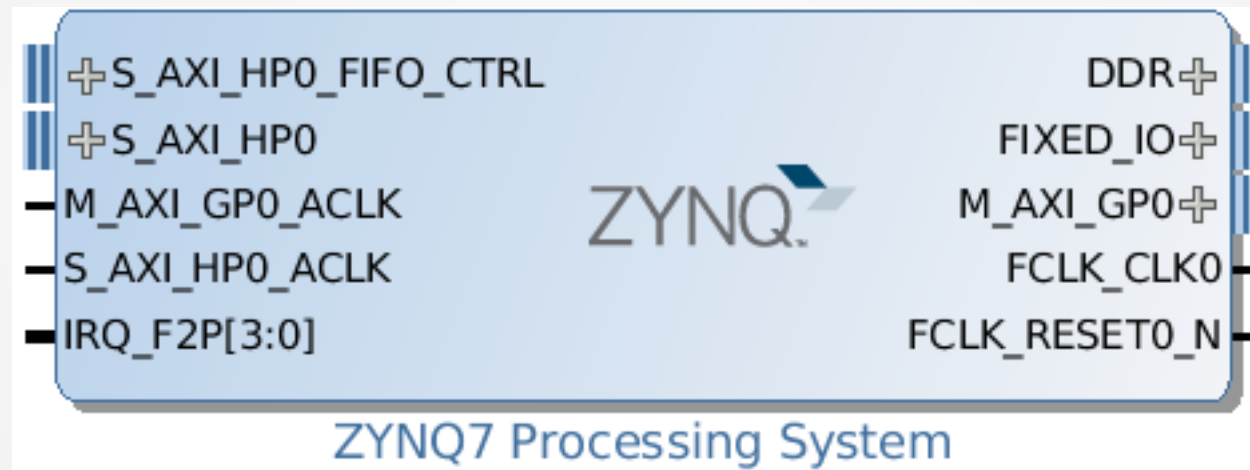 S_AXI_HP0_FIFO_CTRL
S_AXI_HP0
M_AXI_GP0_ACLK
S_AXI_HP0_ACLK
IRQ_F2P[3:0]
ZYNQ
DDR
FIXED_IO
M_AXI_GP0
FCLK_CLK0
FCLK_RESET0_N
ZYNQ7 Processing System